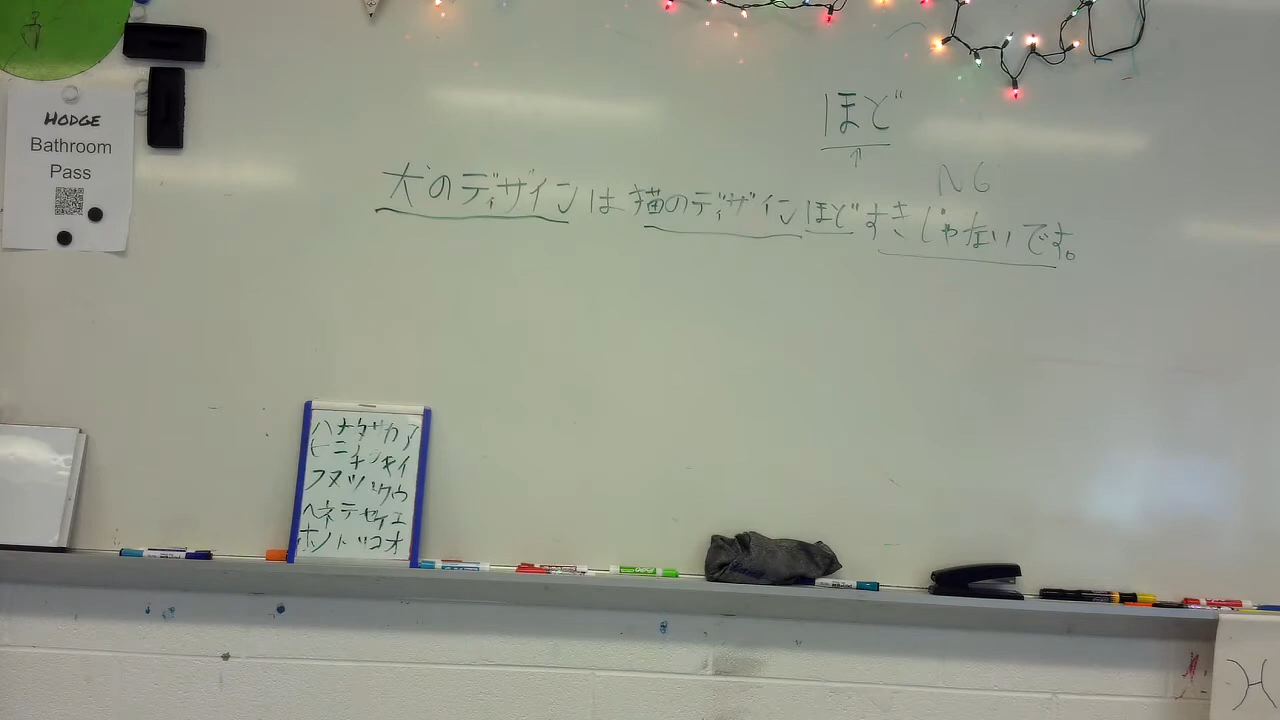 HODGE
Bathroom
Pass
ほど
↑
NG
犬のデザインは猫のデザインほどすきじゃないです。
ハナタサカア
ヒニチシキイ
フヌツスクウ
ヘネテセケエ
ホノトソコオ